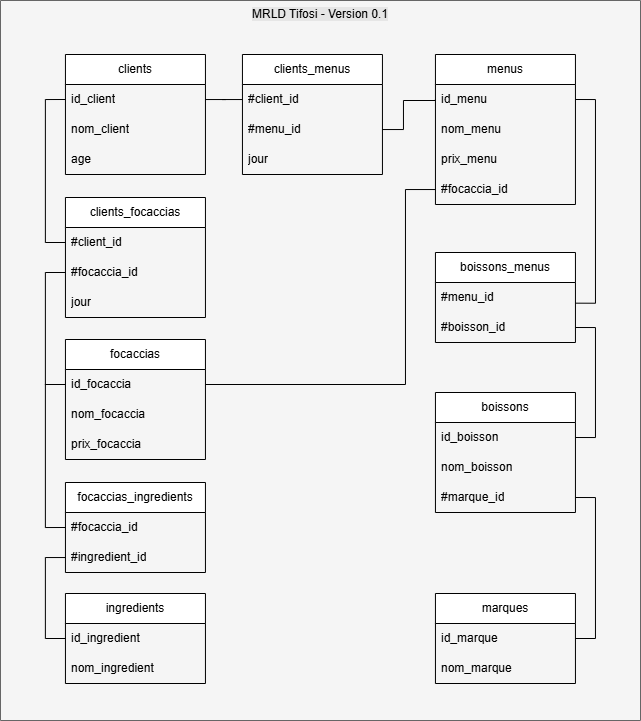 MRLD Tifosi - Version 0.1
clients
id_client
nom_client
age
clients_menus
#client_id
#menu_id
jour
menus
id_menu
nom_menu
prix_menu
#focaccia_id
clients_focaccias
#client_id
#focaccia_id
jour
boissons_menus
#menu_id
#boisson_id
focaccias
id_focaccia
nom_focaccia
prix_focaccia
boissons
id_boisson
nom_boisson
#marque_id
focaccias_ingredients
#focaccia_id
#ingredient_id
ingredients
id_ingredient
nom_ingredient
marques
id_marque
nom_marque